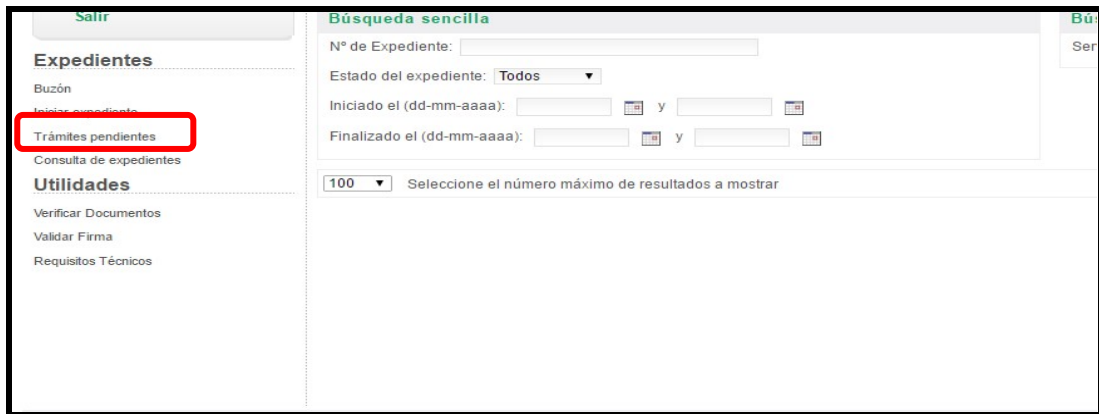 Salir
Expedientes
Buzón
Iniciar expediente
Trámites pendientes
Consulta de expedientes
Utilidades
Verificar Documentos
Validar Firma
Requisitos Técnicos
Búsqueda sencilla
Nº de Expediente:
Estado del expediente: Todos
Iniciado el (dd-mm-aaaa): y
Finalizado el (dd-mm-aaaa): y
100 Seleccione el número máximo de resultados a mostrar